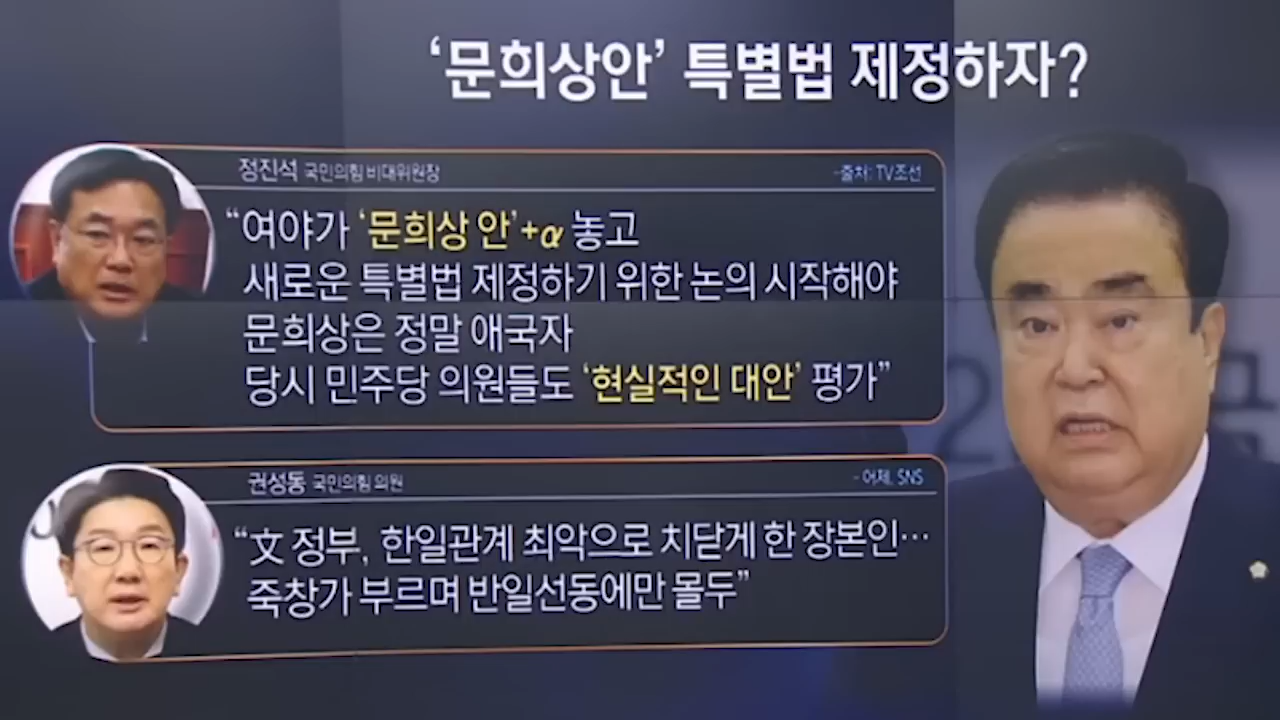 ‘문희상안’ 특별법 제정하자?
정진석 국민의힘 비대위원장
-출처: TV조선
“여야가 ‘문희상 안’+α 놓고
새로운 특별법 제정하기 위한 논의 시작해야
문희상은 정말 애국자
당시 민주당 의원들도 ‘현실적인 대안’ 평가”
권성동 국민의힘 의원
- 어제, SNS
“文 정부, 한일관계 최악으로 치닫게 한 장본인…
죽창가 부르며 반일선동에만 몰두”
2